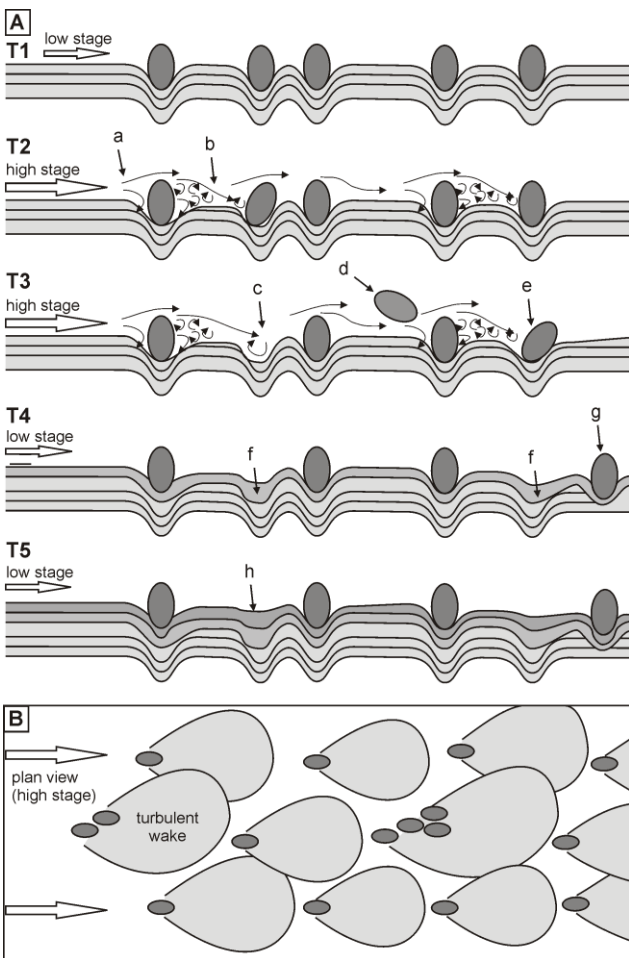 A
T1
low stage
T2
a
b
high stage
T3
c
d
e
high stage
T4
low stage
f
f
g
T5
low stage
h
B
plan view
(high stage)
turbulent
wake